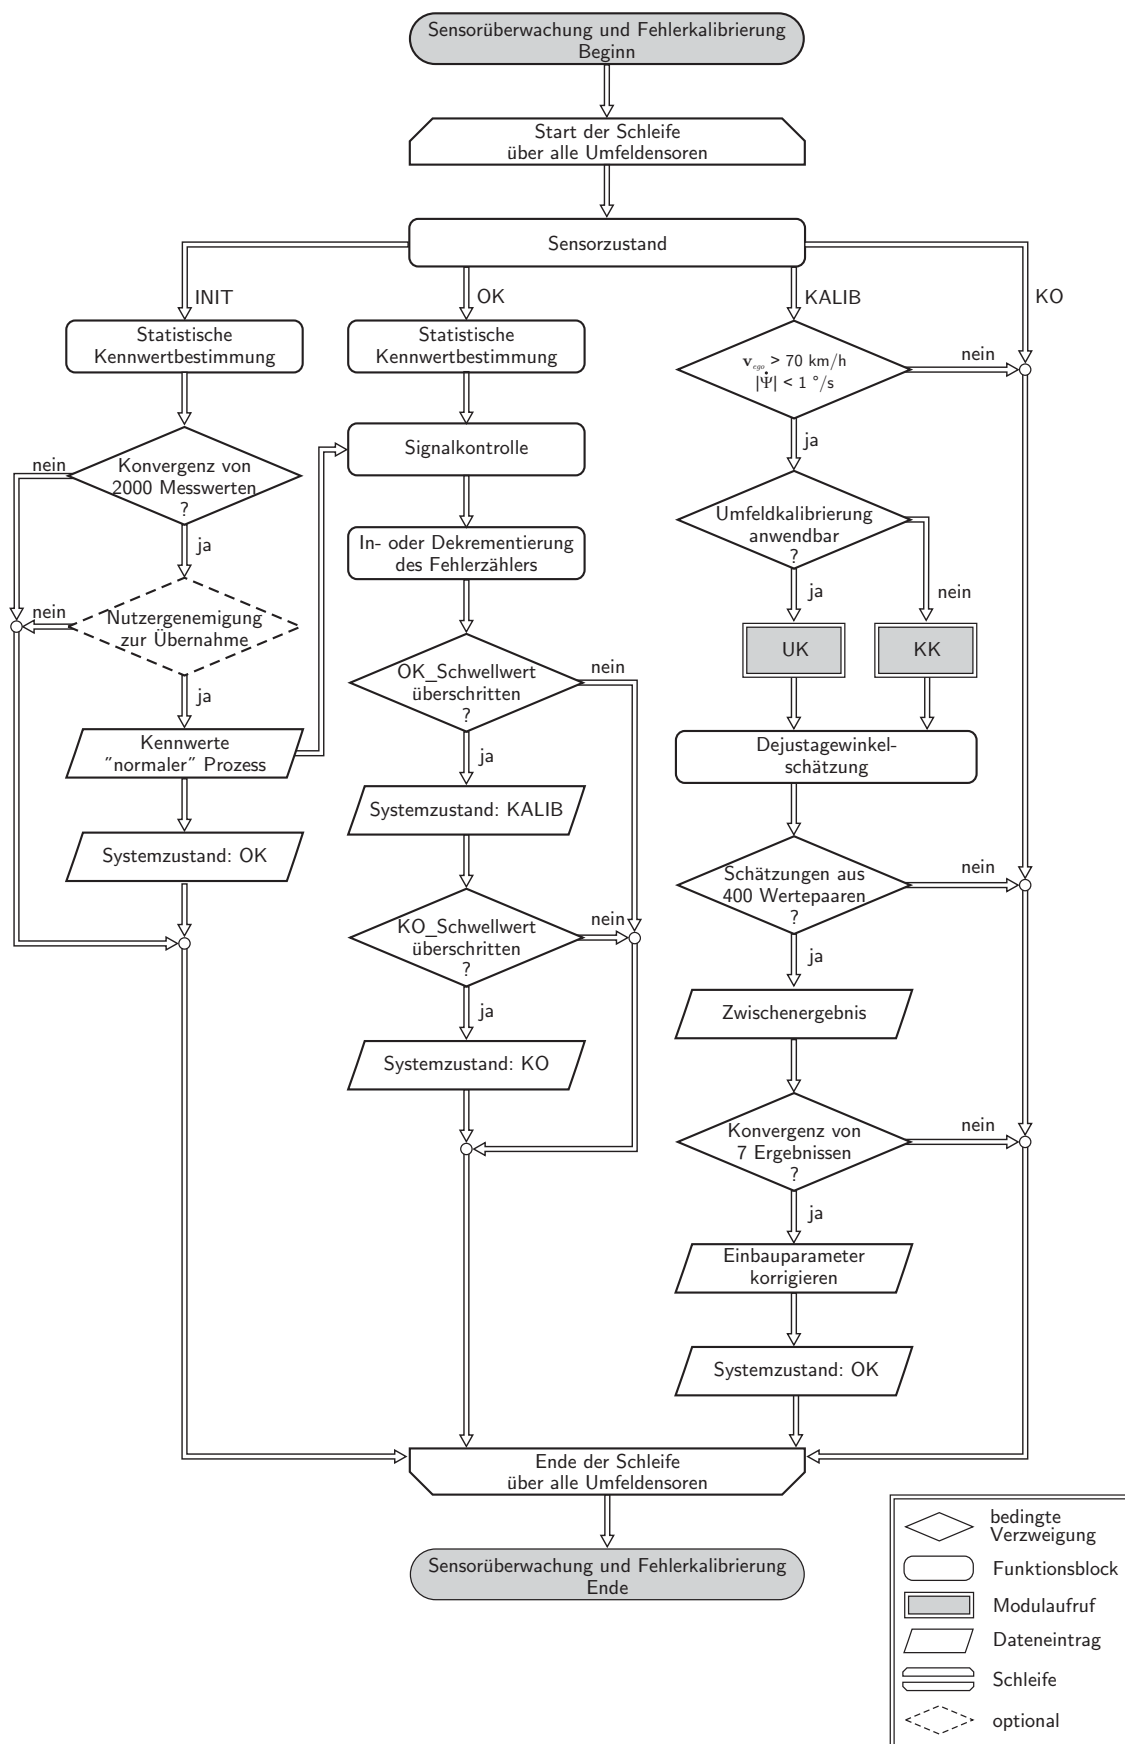 Sensorüberwachung und Fehlerkalibrierung
Beginn
Start der Schleife
über alle Umfeldensoren
Sensorzustand
INIT
OK
KALIB
KO
Statistische
Kennwertbestimmung
Konvergenz von
2000 Messwerten
?
nein
ja
Nutzergenemigung
zur Übernahme
nein
ja
Kennwerte
"normaler" Prozess
Systemzustand: OK
Statistische
Kennwertbestimmung
Signalkontrolle
In- oder Dekrementierung
des Fehlerzählers
OK_Schwellwert
überschritten
?
nein
ja
Systemzustand: KALIB
KO_Schwellwert
überschritten
?
nein
ja
Systemzustand: KO
v_ego > 70 km/h
|Ψ̇| < 1 °/s
nein
ja
Umfeldkalibrierung
anwendbar
?
ja
nein
UK
KK
Dejustagewinkel-
schätzung
Schätzungen aus
400 Wertepaaren
?
nein
ja
Zwischenergebnis
Konvergenz von
7 Ergebnissen
?
nein
ja
Einbauparameter
korrigieren
Systemzustand: OK
Ende der Schleife
über alle Umfeldensoren
Sensorüberwachung und Fehlerkalibrierung
Ende
bedingte
Verzweigung
Funktionsblock
Modulaufruf
Dateneintrag
Schleife
optional